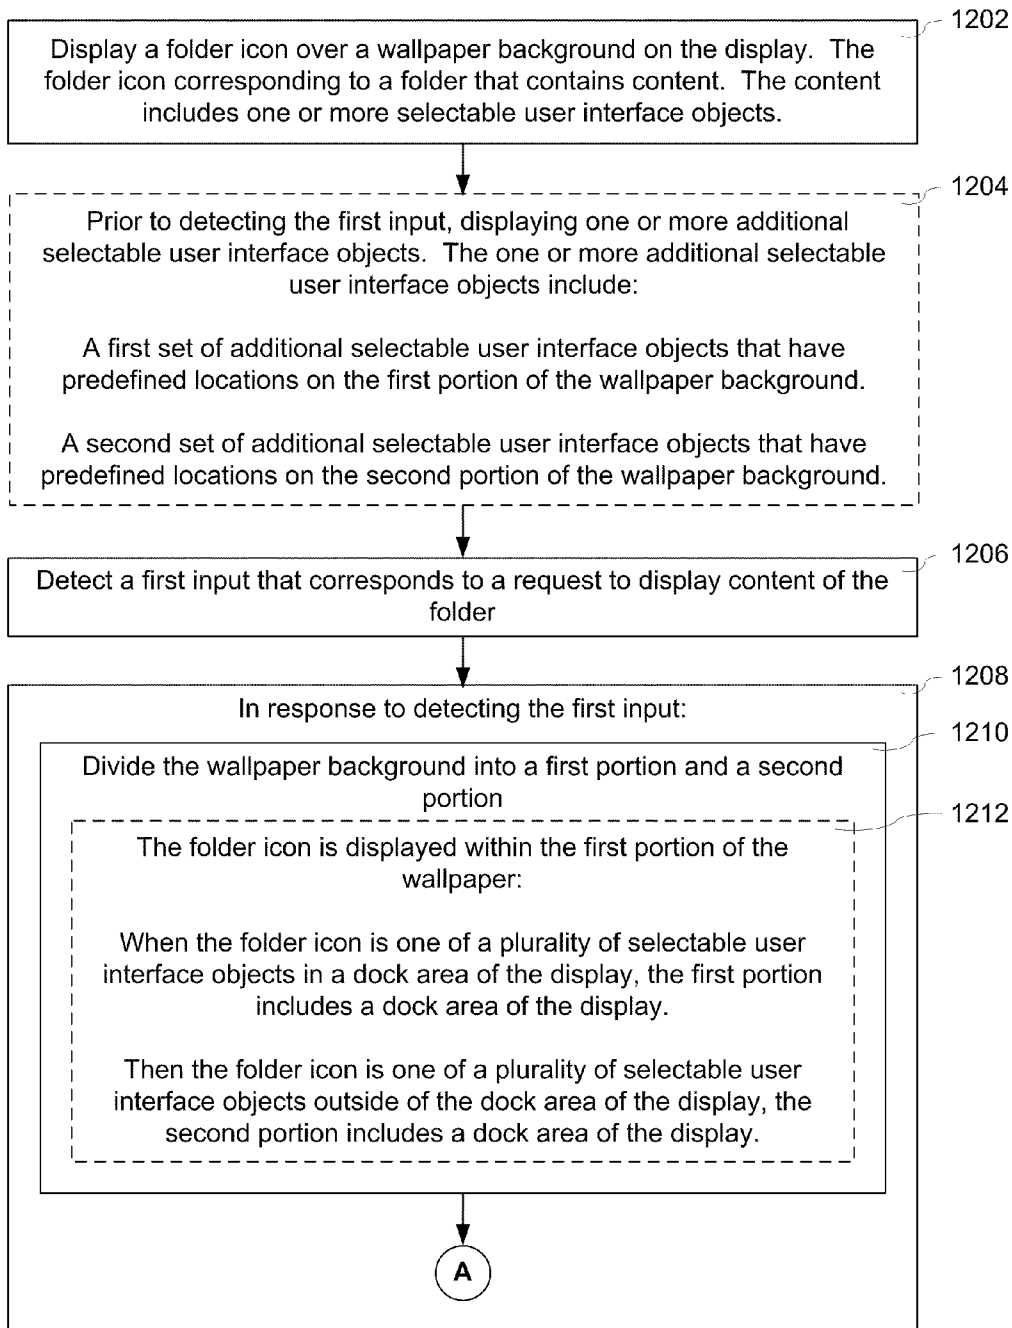 1202
Display a folder icon over a wallpaper background on the display. The
folder icon corresponding to a folder that contains content. The content
includes one or more selectable user interface objects.
1204
Prior to detecting the first input, displaying one or more additional
selectable user interface objects. The one or more additional selectable
user interface objects include:
A first set of additional selectable user interface objects that have
predefined locations on the first portion of the wallpaper background.
A second set of additional selectable user interface objects that have
predefined locations on the second portion of the wallpaper background.
1206
Detect a first input that corresponds to a request to display content of the
folder
1208
In response to detecting the first input:
1210
Divide the wallpaper background into a first portion and a second
portion
1212
The folder icon is displayed within the first portion of the
wallpaper:
When the folder icon is one of a plurality of selectable user
interface objects in a dock area of the display, the first portion
includes a dock area of the display.
Then the folder icon is one of a plurality of selectable user
interface objects outside of the dock area of the display, the
second portion includes a dock area of the display.
A